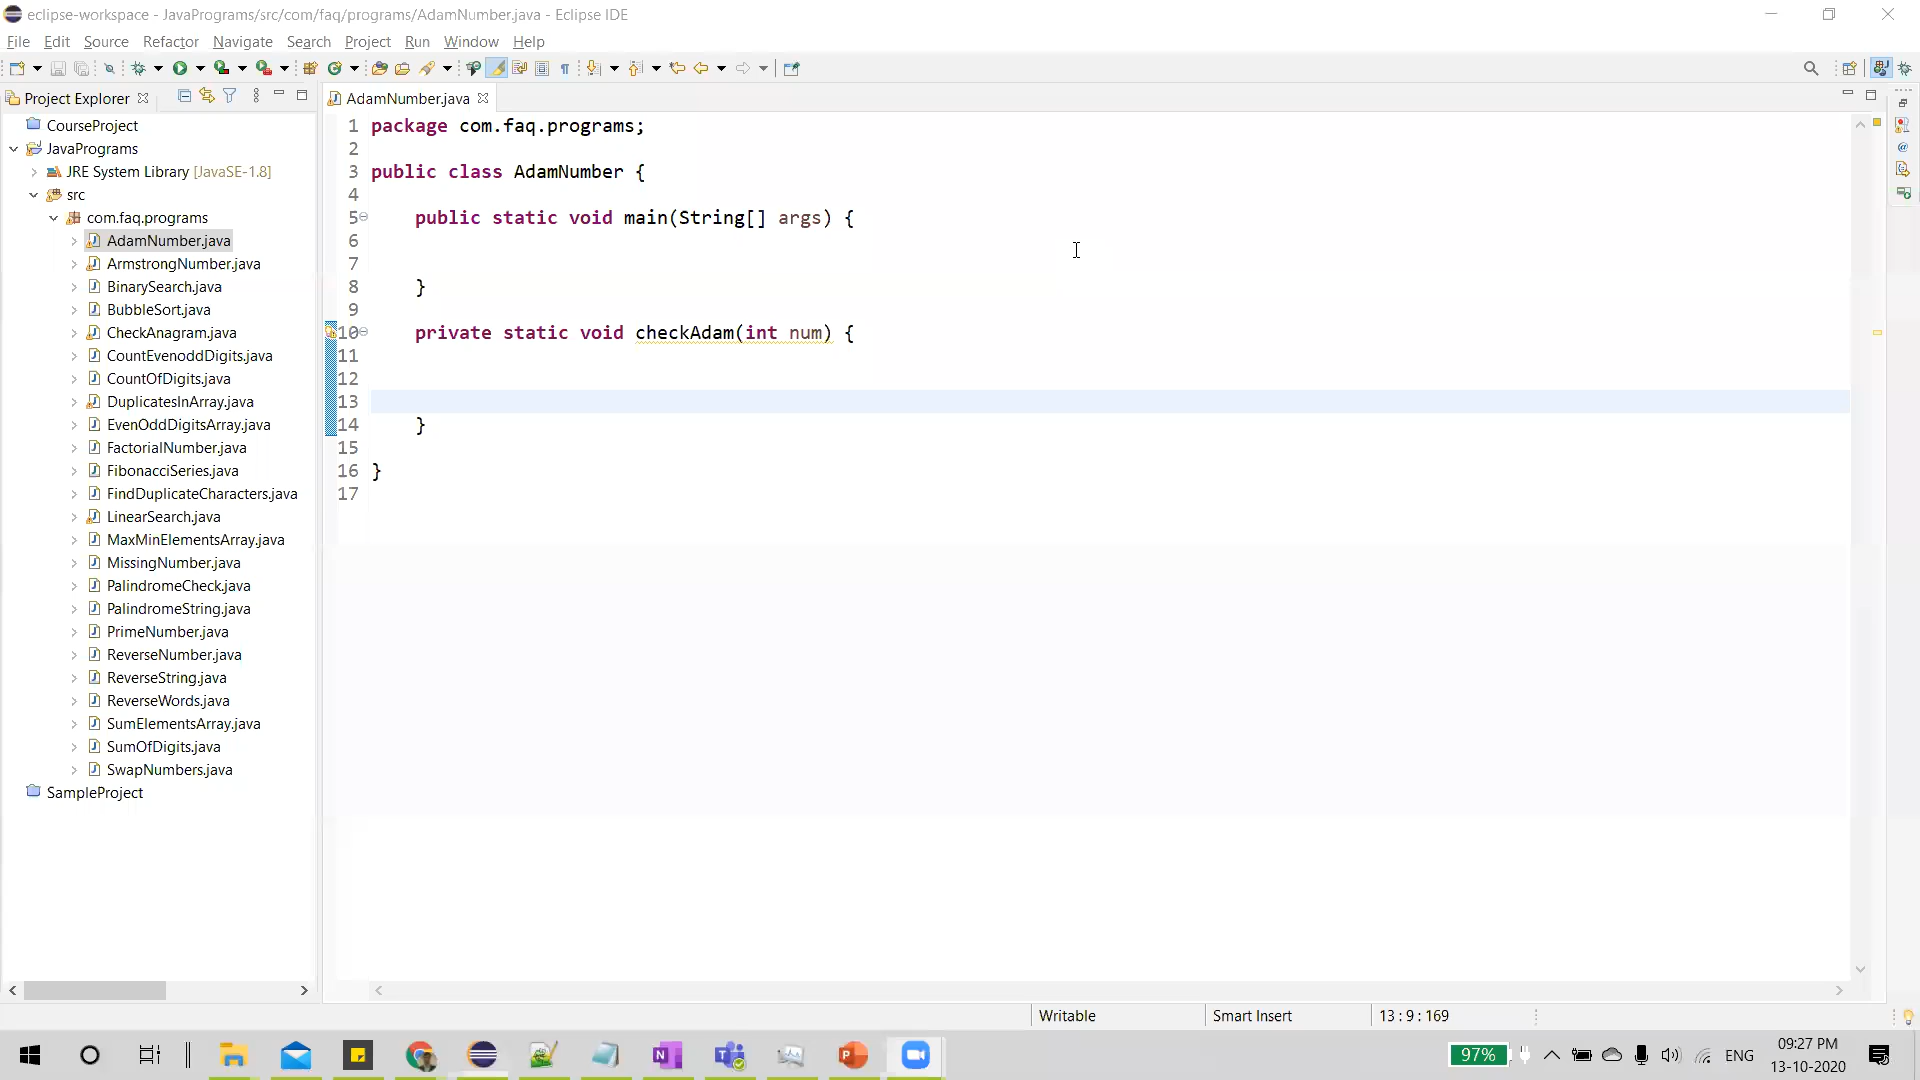 eclipse-workspace - JavaPrograms/src/com/faq/programs/AdamNumber.java - Eclipse IDE
File Edit Source Refactor Navigate Search Project Run Window Help
Project Explorer
CourseProject
JavaPrograms
JRE System Library [JavaSE-1.8]
src
com.faq.programs
AdamNumber.java
ArmstrongNumber.java
BinarySearch.java
BubbleSort.java
CheckAnagram.java
CountEvenoddDigits.java
CountOfDigits.java
DuplicatesInArray.java
EvenOddDigitsArray.java
FactorialNumber.java
FibonacciSeries.java
FindDuplicateCharacters.java
LinearSearch.java
MaxMinElementsArray.java
MissingNumber.java
PalindromeCheck.java
PalindromeString.java
PrimeNumber.java
ReverseNumber.java
ReverseString.java
ReverseWords.java
SumElementsArray.java
SumOfDigits.java
SwapNumbers.java
SampleProject
AdamNumber.java
1 package com.faq.programs;
2
3 public class AdamNumber {
4
5 public static void main(String[] args) {
6
7
8 }
9
10 private static void checkAdam(int num) {
11
12
13
14 }
15
16 }
17
Writable Smart Insert 13 : 9 : 169
97% ENG 09:27 PM
13-10-2020